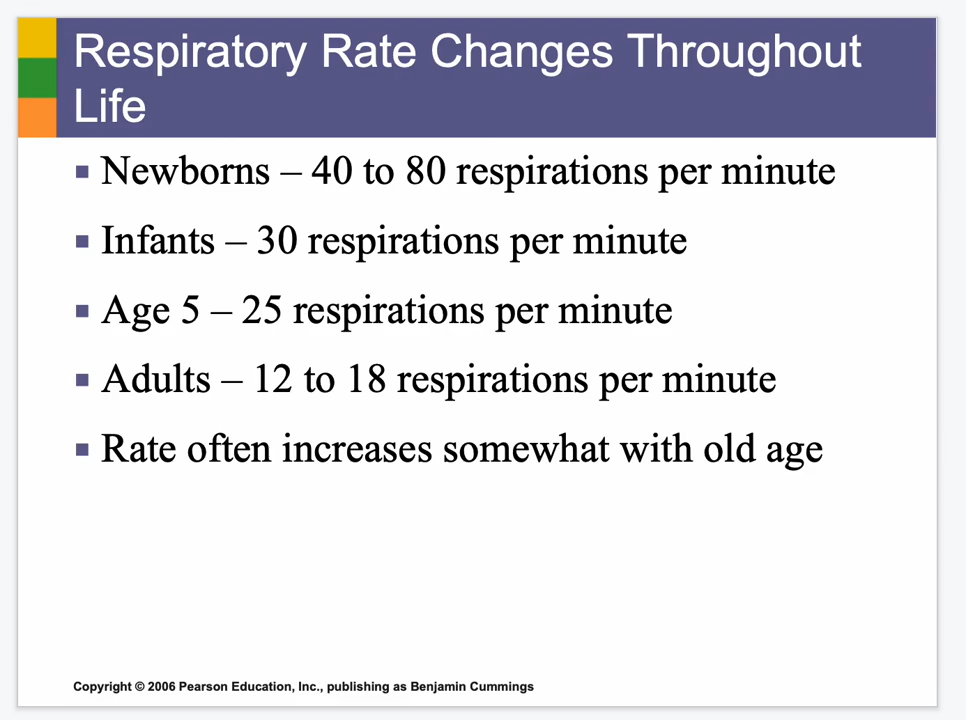 Respiratory Rate Changes Throughout
Life
▪ Newborns – 40 to 80 respirations per minute
▪ Infants – 30 respirations per minute
▪ Age 5 – 25 respirations per minute
▪ Adults – 12 to 18 respirations per minute
▪ Rate often increases somewhat with old age
Copyright © 2006 Pearson Education, Inc., publishing as Benjamin Cummings